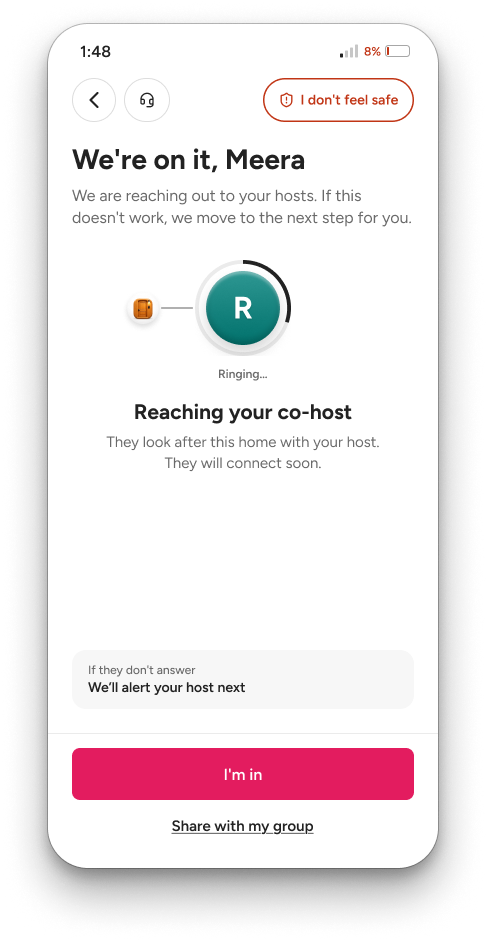 1:48
8%
I don't feel safe
We're on it, Meera
We are reaching out to your hosts. If this
doesn't work, we move to the next step for you.
R
Ringing...
Reaching your co-host
They look after this home with your host.
They will connect soon.
If they don't answer
We'll alert your host next
I'm in
Share with my group